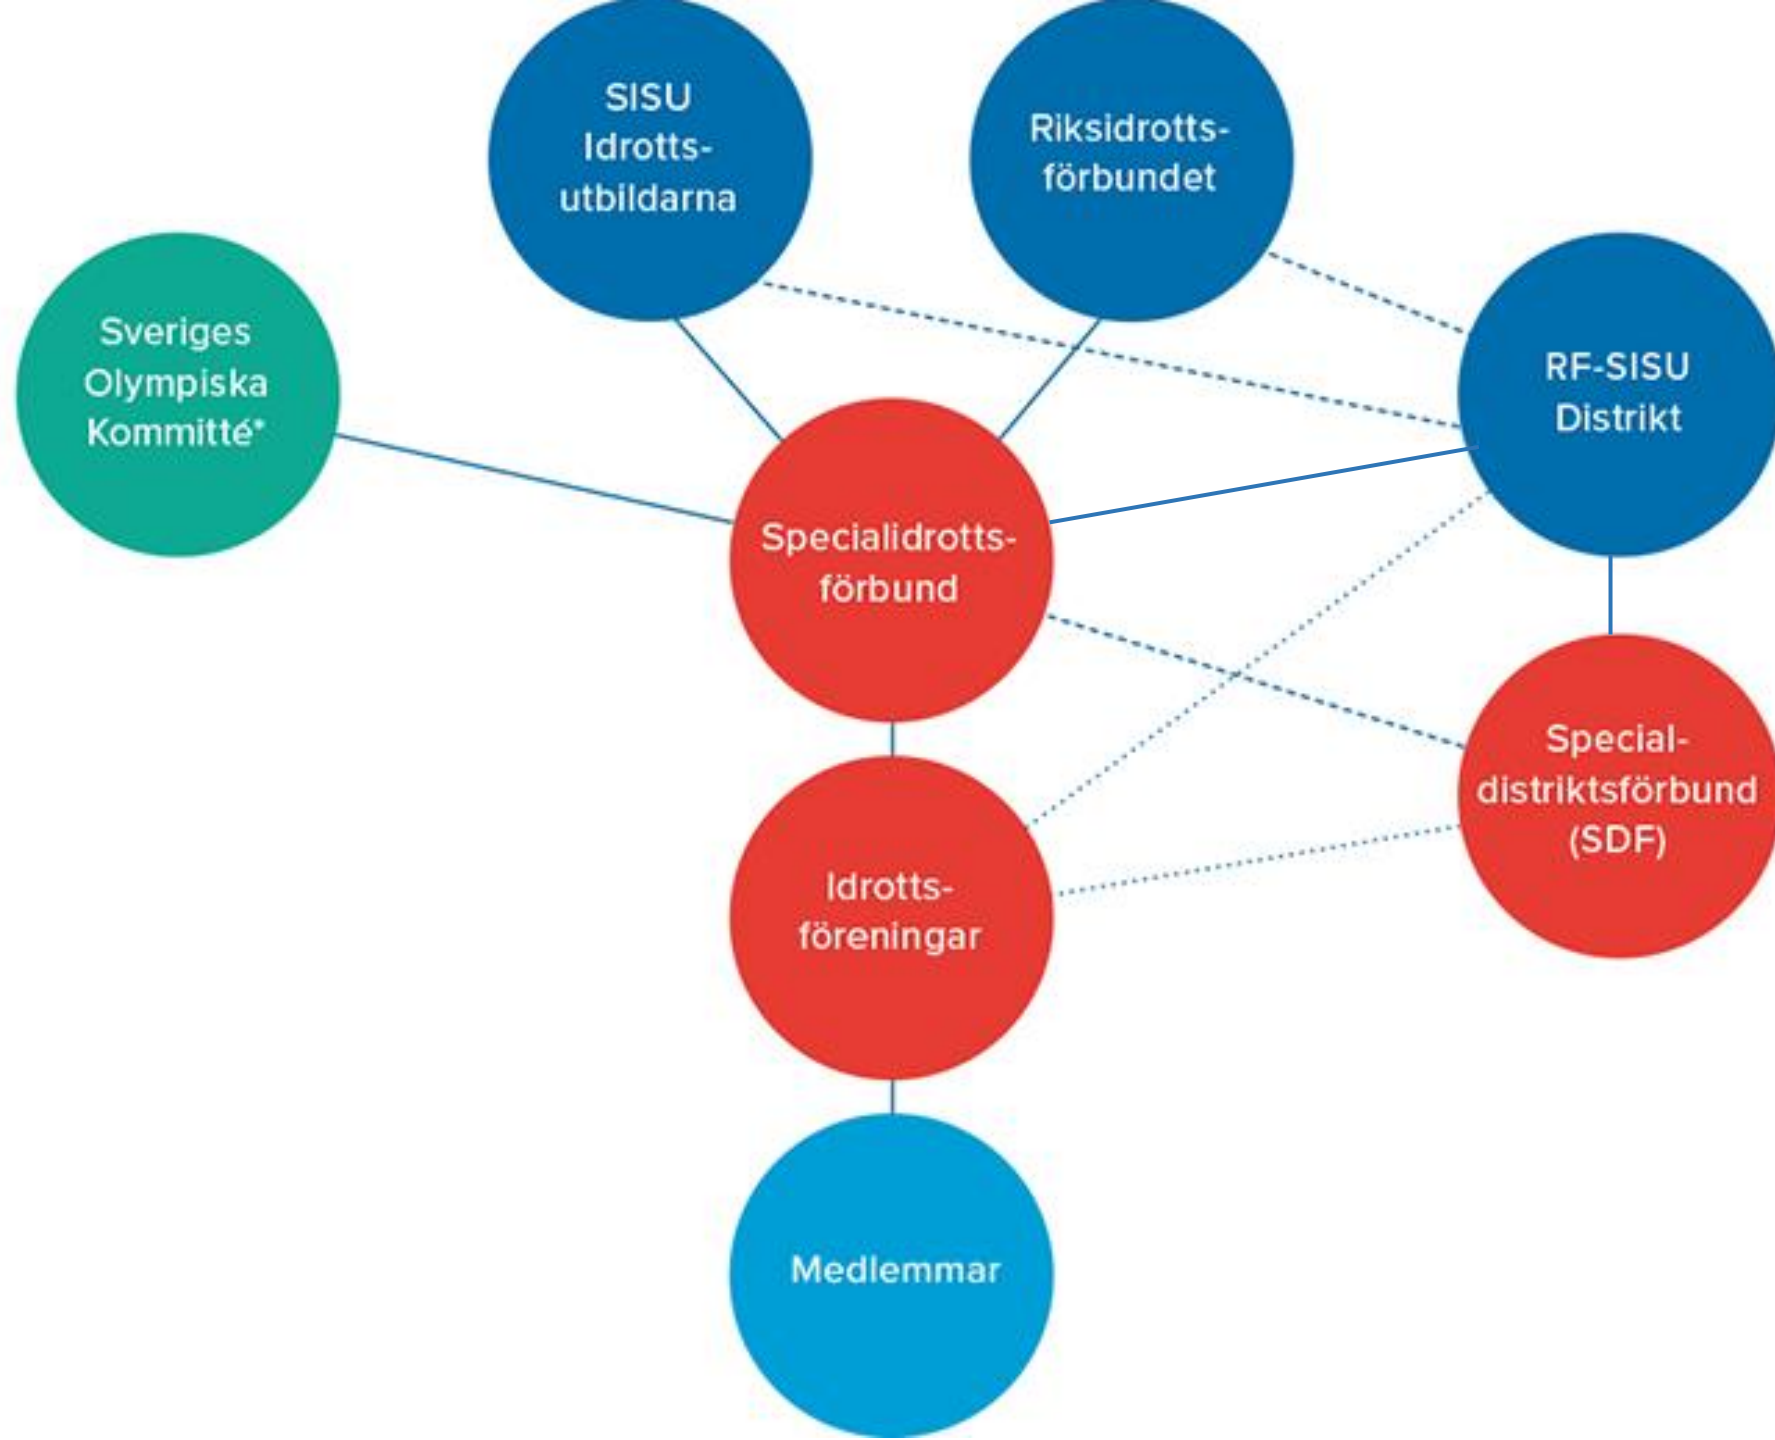 SISU
Idrotts-
utbildarna
Riksidrotts-
förbundet
Sveriges
Olympiska
Kommitté*
RF-SISU
Distrikt
Specialidrotts-
förbund
Special-
distriktsförbund
(SDF)
Idrotts-
föreningar
Medlemmar